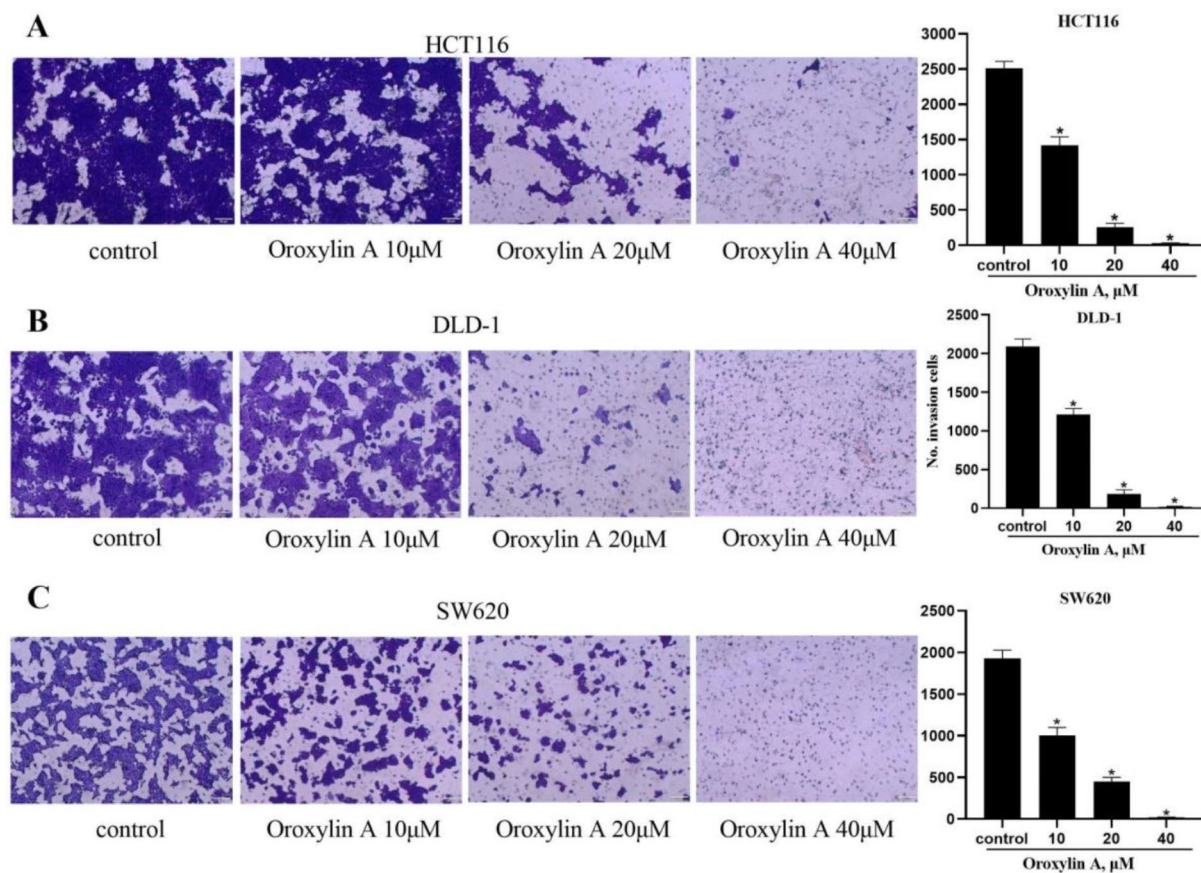 A
HCT116
control
Oroxylin A 10μM
Oroxylin A 20μM
Oroxylin A 40μM
HCT116
3000
2500
2000
1500
1000
500
0
*
*
*
control 10 20 40
Oroxylin A, μM
B
DLD-1
control
Oroxylin A 10μM
Oroxylin A 20μM
Oroxylin A 40μM
DLD-1
No. invasion cells
2500
2000
1500
1000
500
0
*
*
*
control 10 20 40
Oroxylin A, μM
C
SW620
control
Oroxylin A 10μM
Oroxylin A 20μM
Oroxylin A 40μM
SW620
2500
2000
1500
1000
500
0
*
*
*
control 10 20 40
Oroxylin A, μM